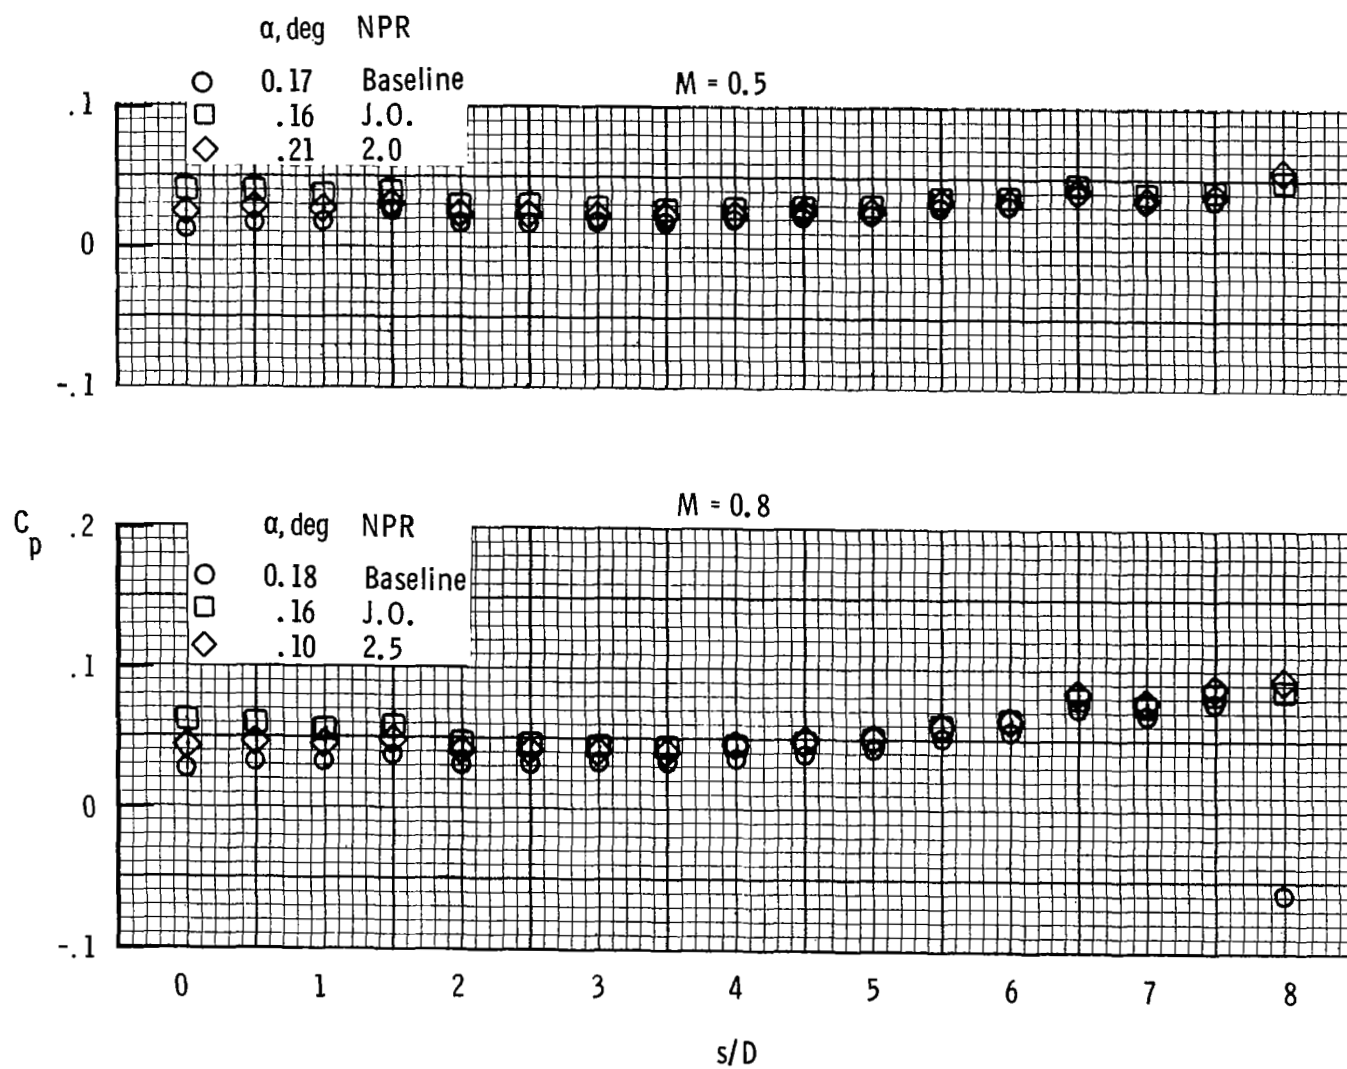 α, deg NPR
0.17 Baseline
.16 J.O.
.21 2.0
M = 0.5
.1
0
-.1
M = 0.8
α, deg NPR
0.18 Baseline
.16 J.O.
.10 2.5
Cp
.2
.1
0
-.1
0 1 2 3 4 5 6 7 8
s/D